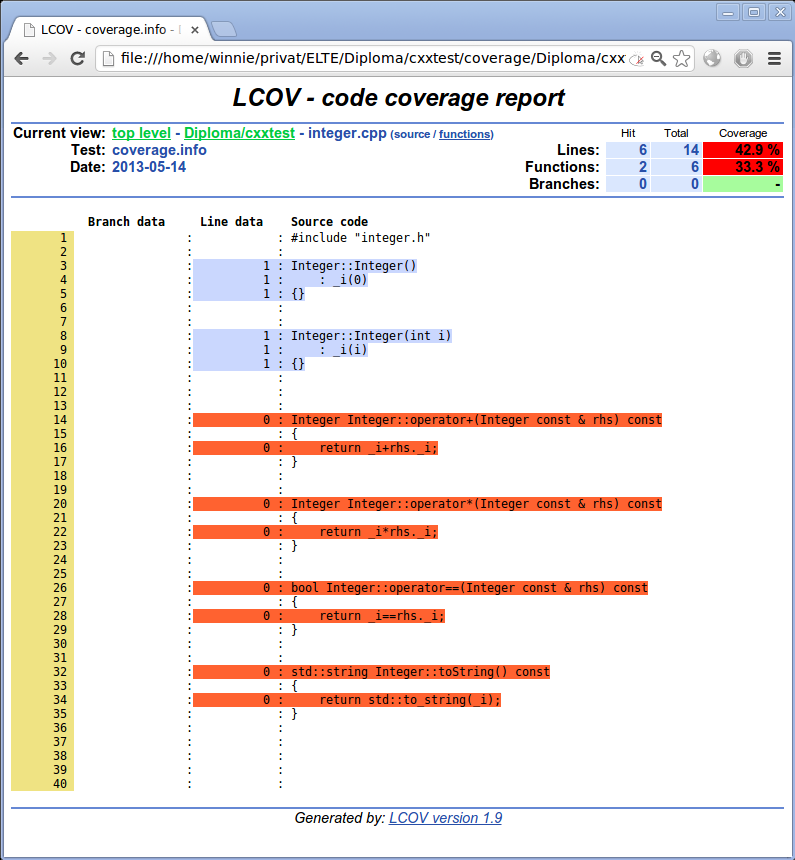 LCOV - coverage.info - L
file:///home/winnie/privat/ELTE/Diploma/cxxtest/coverage/Diploma/cxx
LCOV - code coverage report
Current view: top level - Diploma/cxxtest - integer.cpp (source / functions) Hit Total Coverage
Test: coverage.info Lines: 6 14 42.9 %
Date: 2013-05-14 Functions: 2 6 33.3 %
Branches: 0 0 -
Branch data Line data Source code
1 : : #include "integer.h"
2 : :
3 : 1 : Integer::Integer()
4 : 1 : : _i(0)
5 : 1 : {}
6 : :
7 : :
8 : 1 : Integer::Integer(int i)
9 : 1 : : _i(i)
10 : 1 : {}
11 : :
12 : :
13 : :
14 : 0 : Integer Integer::operator+(Integer const & rhs) const
15 : : {
16 : 0 : return _i+rhs._i;
17 : : }
18 : :
19 : :
20 : 0 : Integer Integer::operator*(Integer const & rhs) const
21 : : {
22 : 0 : return _i*rhs._i;
23 : : }
24 : :
25 : :
26 : 0 : bool Integer::operator==(Integer const & rhs) const
27 : : {
28 : 0 : return _i==rhs._i;
29 : : }
30 : :
31 : :
32 : 0 : std::string Integer::toString() const
33 : : {
34 : 0 : return std::to_string(_i);
35 : : }
36 : :
37 : :
38 : :
39 : :
40 : :
Generated by: LCOV version 1.9